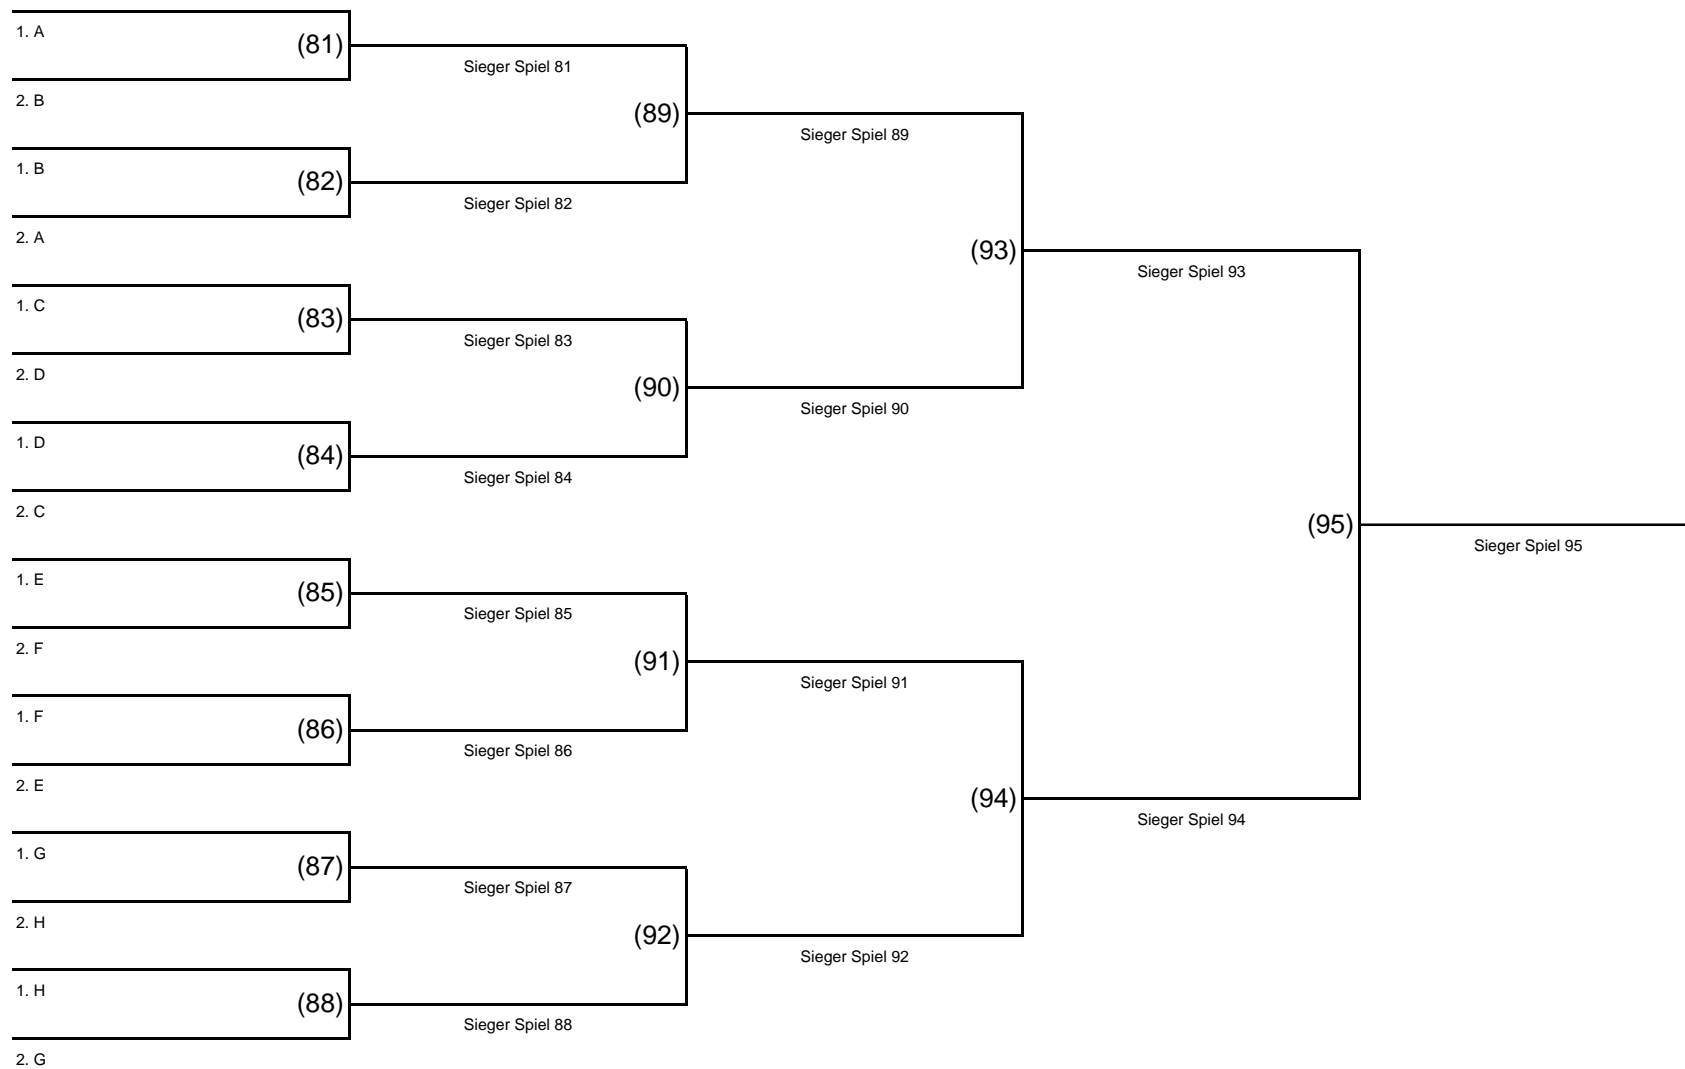 1. A
(81)
Sieger Spiel 81
2. B
(89)
Sieger Spiel 89
1. B
(82)
Sieger Spiel 82
2. A
(93)
Sieger Spiel 93
1. C
(83)
Sieger Spiel 83
2. D
(90)
Sieger Spiel 90
1. D
(84)
Sieger Spiel 84
2. C
(95)
Sieger Spiel 95
1. E
(85)
Sieger Spiel 85
2. F
(91)
Sieger Spiel 91
1. F
(86)
Sieger Spiel 86
2. E
(94)
Sieger Spiel 94
1. G
(87)
Sieger Spiel 87
2. H
(92)
Sieger Spiel 92
1. H
(88)
Sieger Spiel 88
2. G